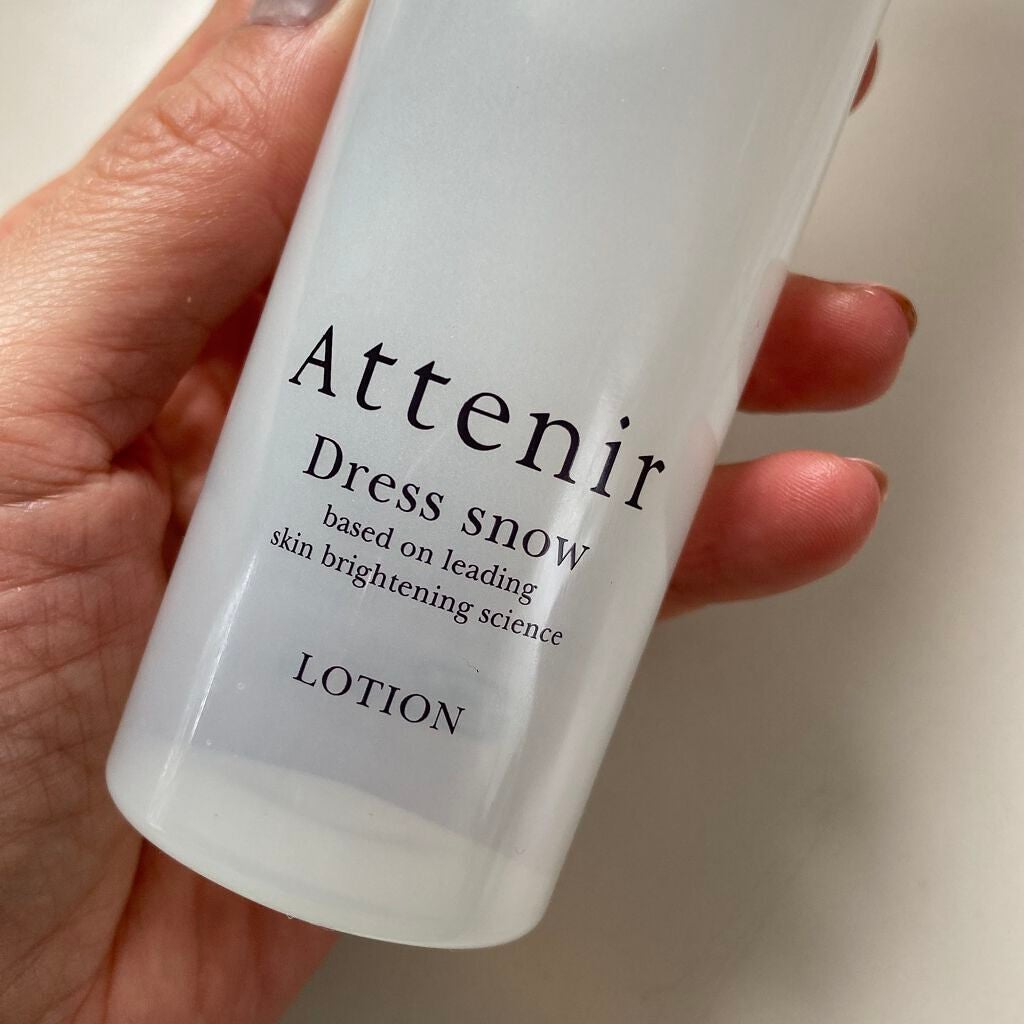 Attenir
Dress snow
based on leading
skin brightening science
LOTION